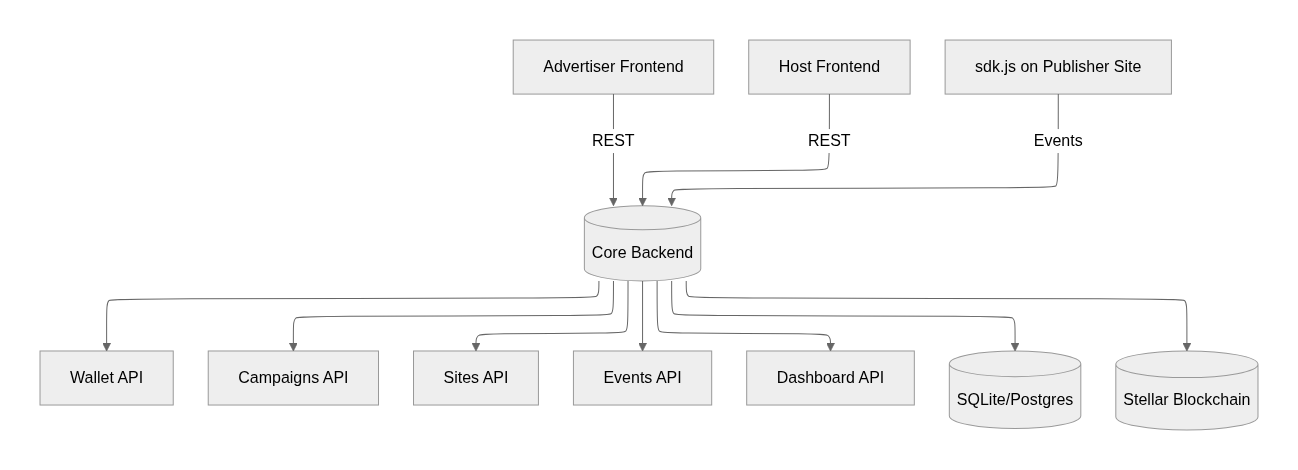 Advertiser Frontend
Host Frontend
sdk.js on Publisher Site
REST
REST
Events
Core Backend
Wallet API
Campaigns API
Sites API
Events API
Dashboard API
SQLite/Postgres
Stellar Blockchain